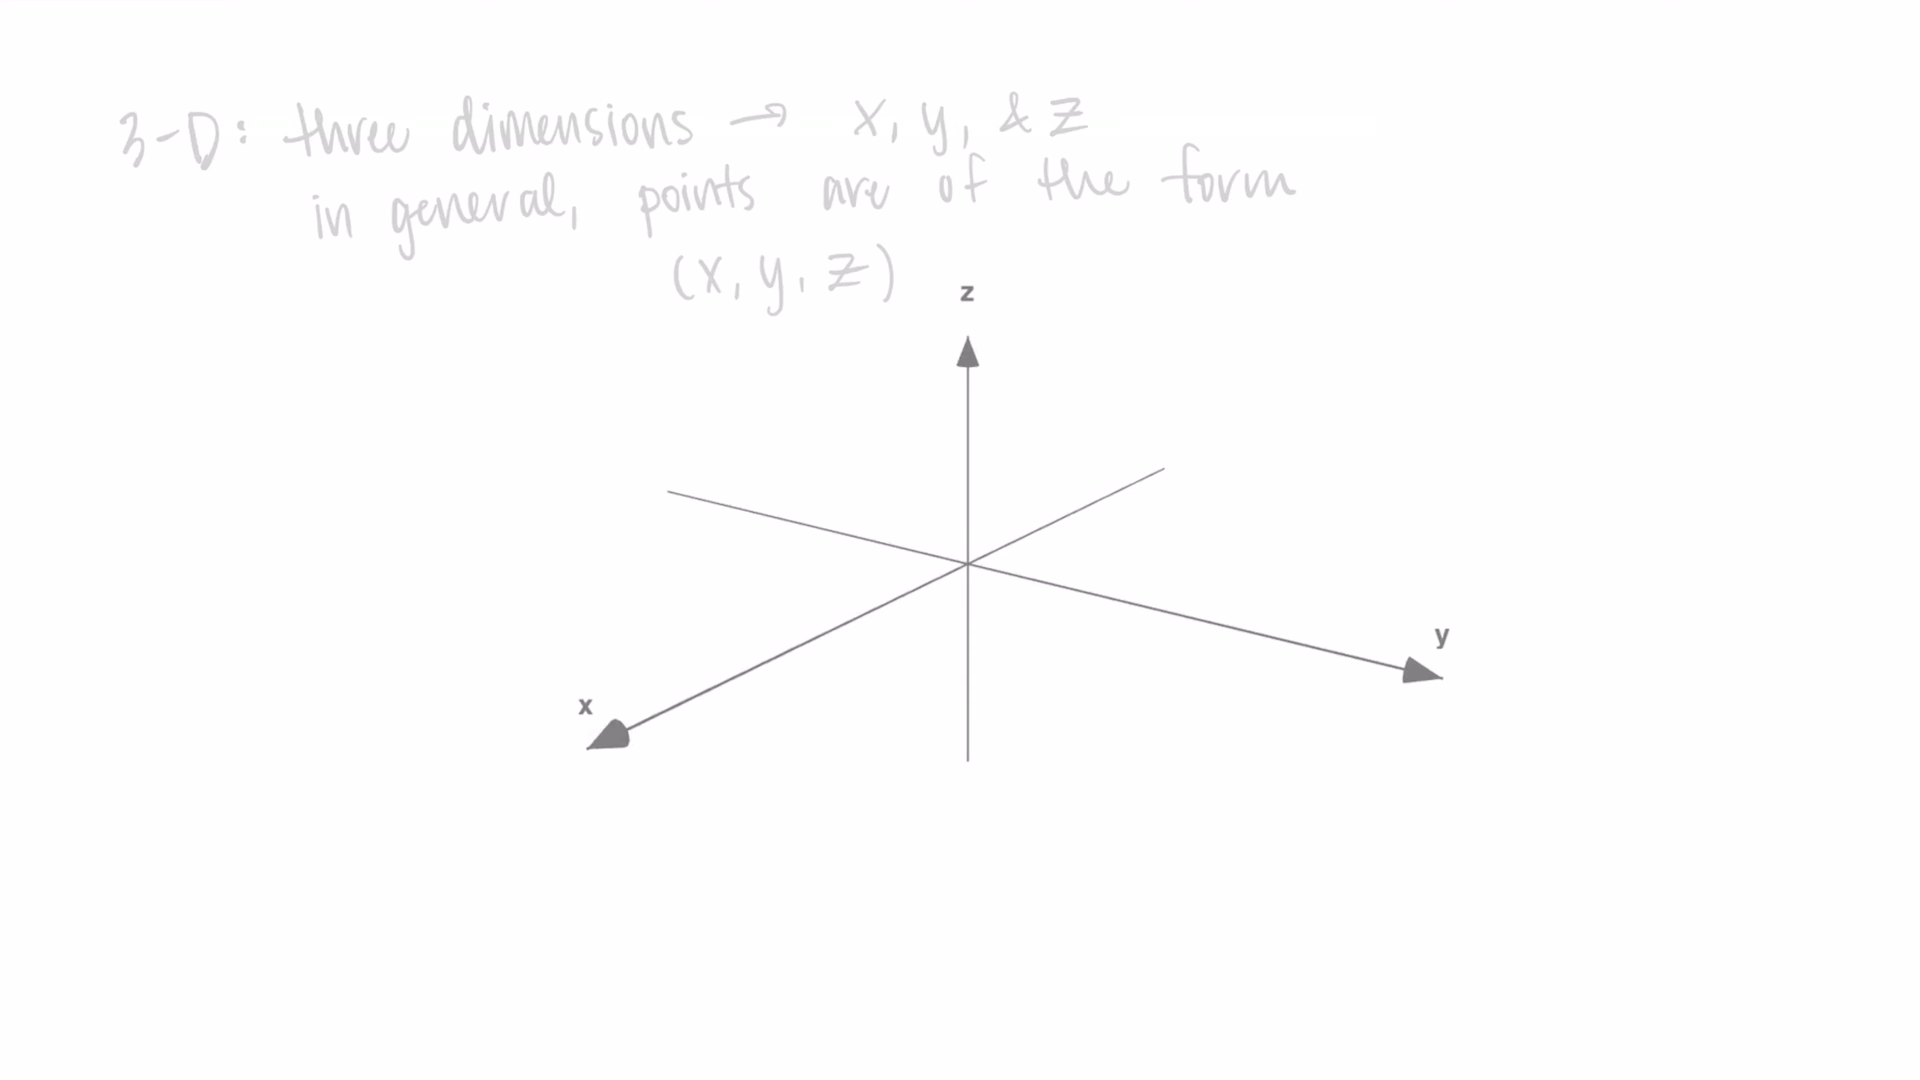 3-D: three dimensions → x, y, & z
in general, points are of the form
(x, y, z)
z
y
x